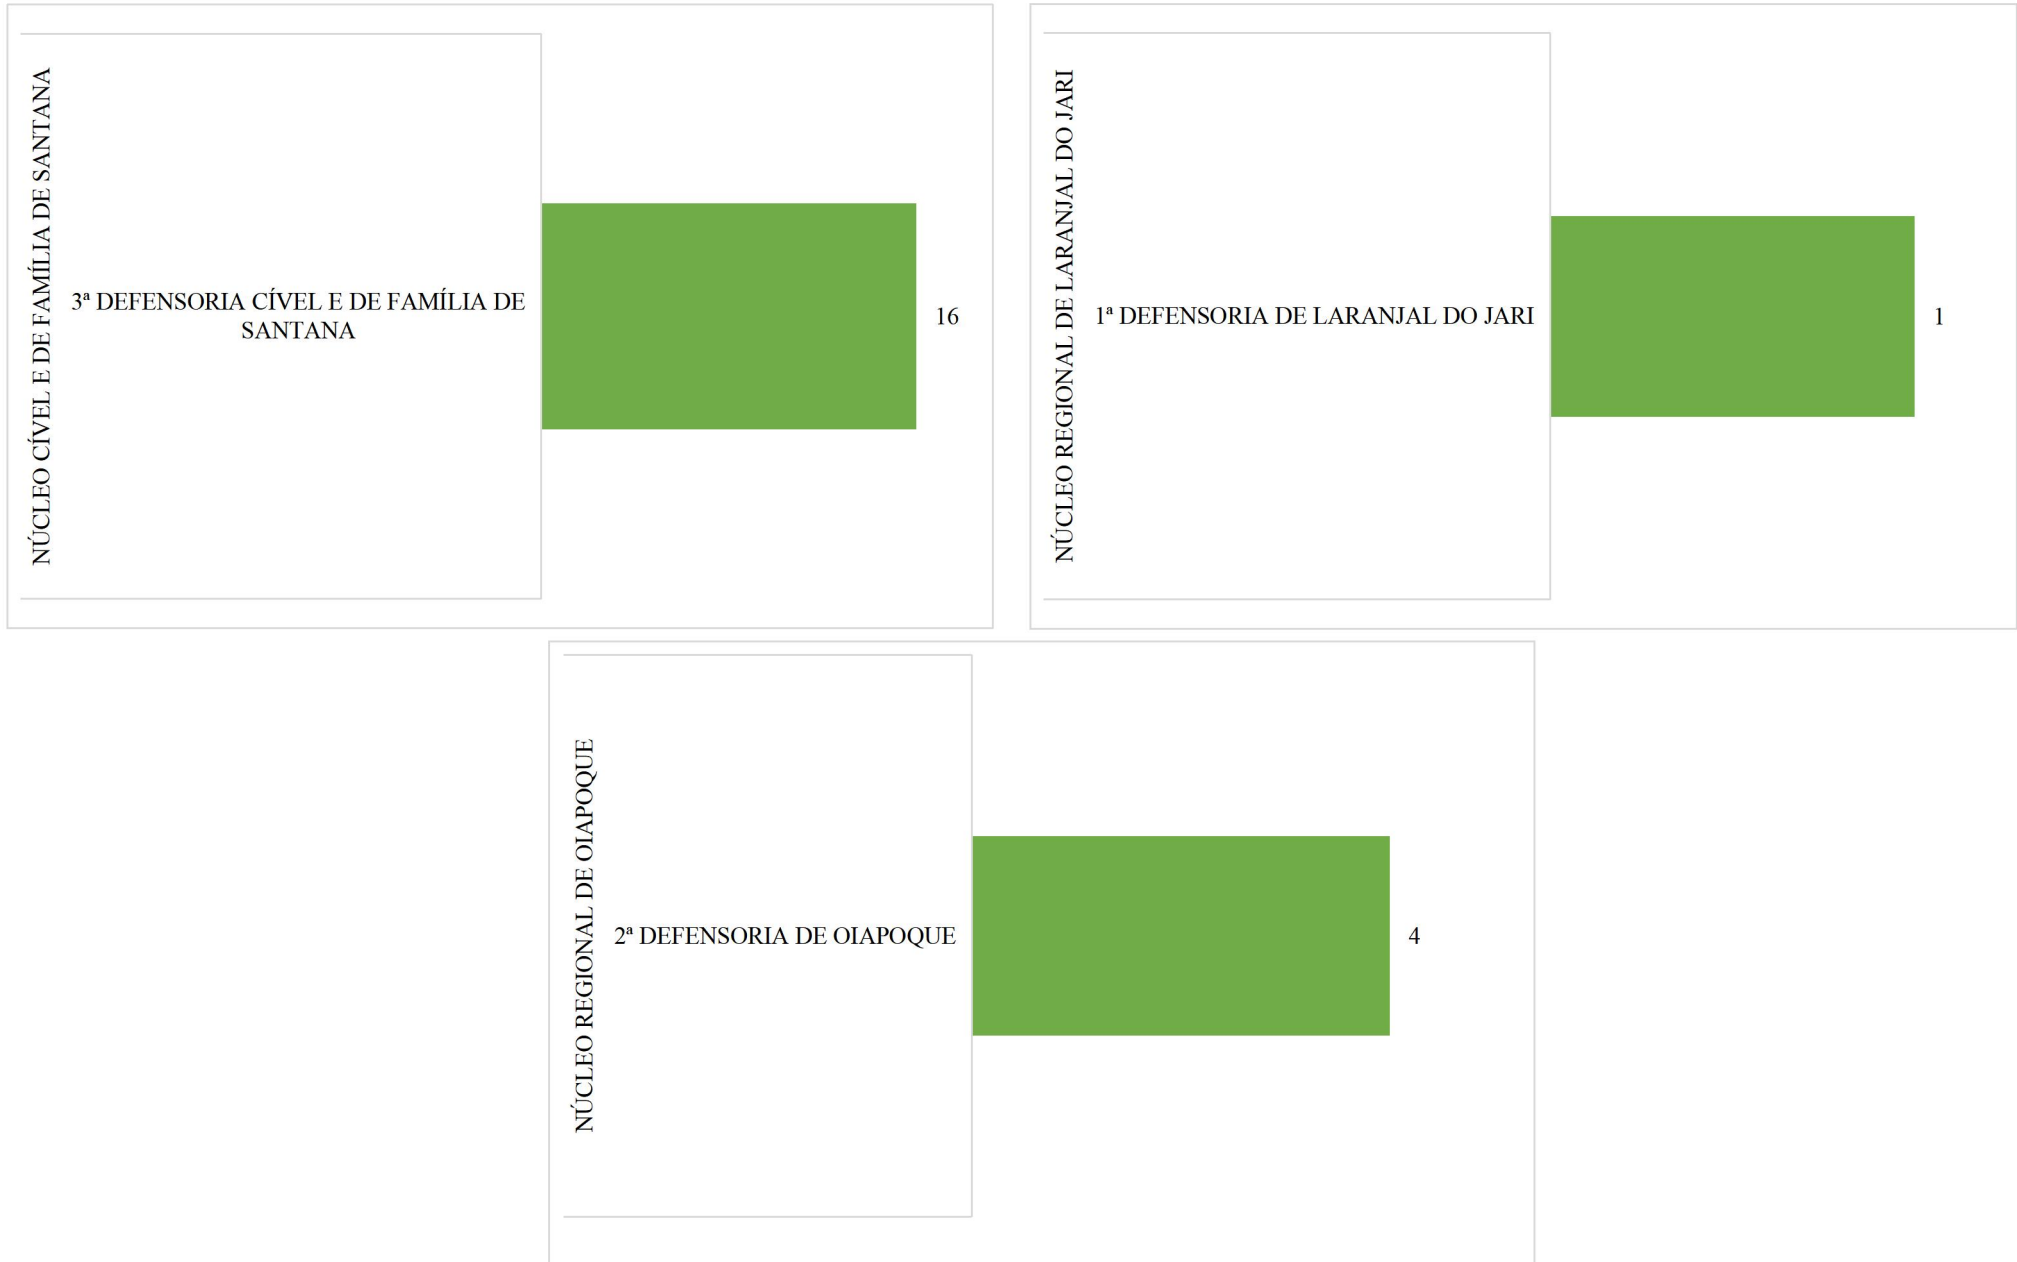 NÚCLEO CÍVEL E DE FAMÍLIA DE SANTANA
3ª DEFENSORIA CÍVEL E DE FAMÍLIA DE
SANTANA
16
NÚCLEO REGIONAL DE LARANJAL DO JARI
1ª DEFENSORIA DE LARANJAL DO JARI
1
NÚCLEO REGIONAL DE OIAPOQUE
2ª DEFENSORIA DE OIAPOQUE
4